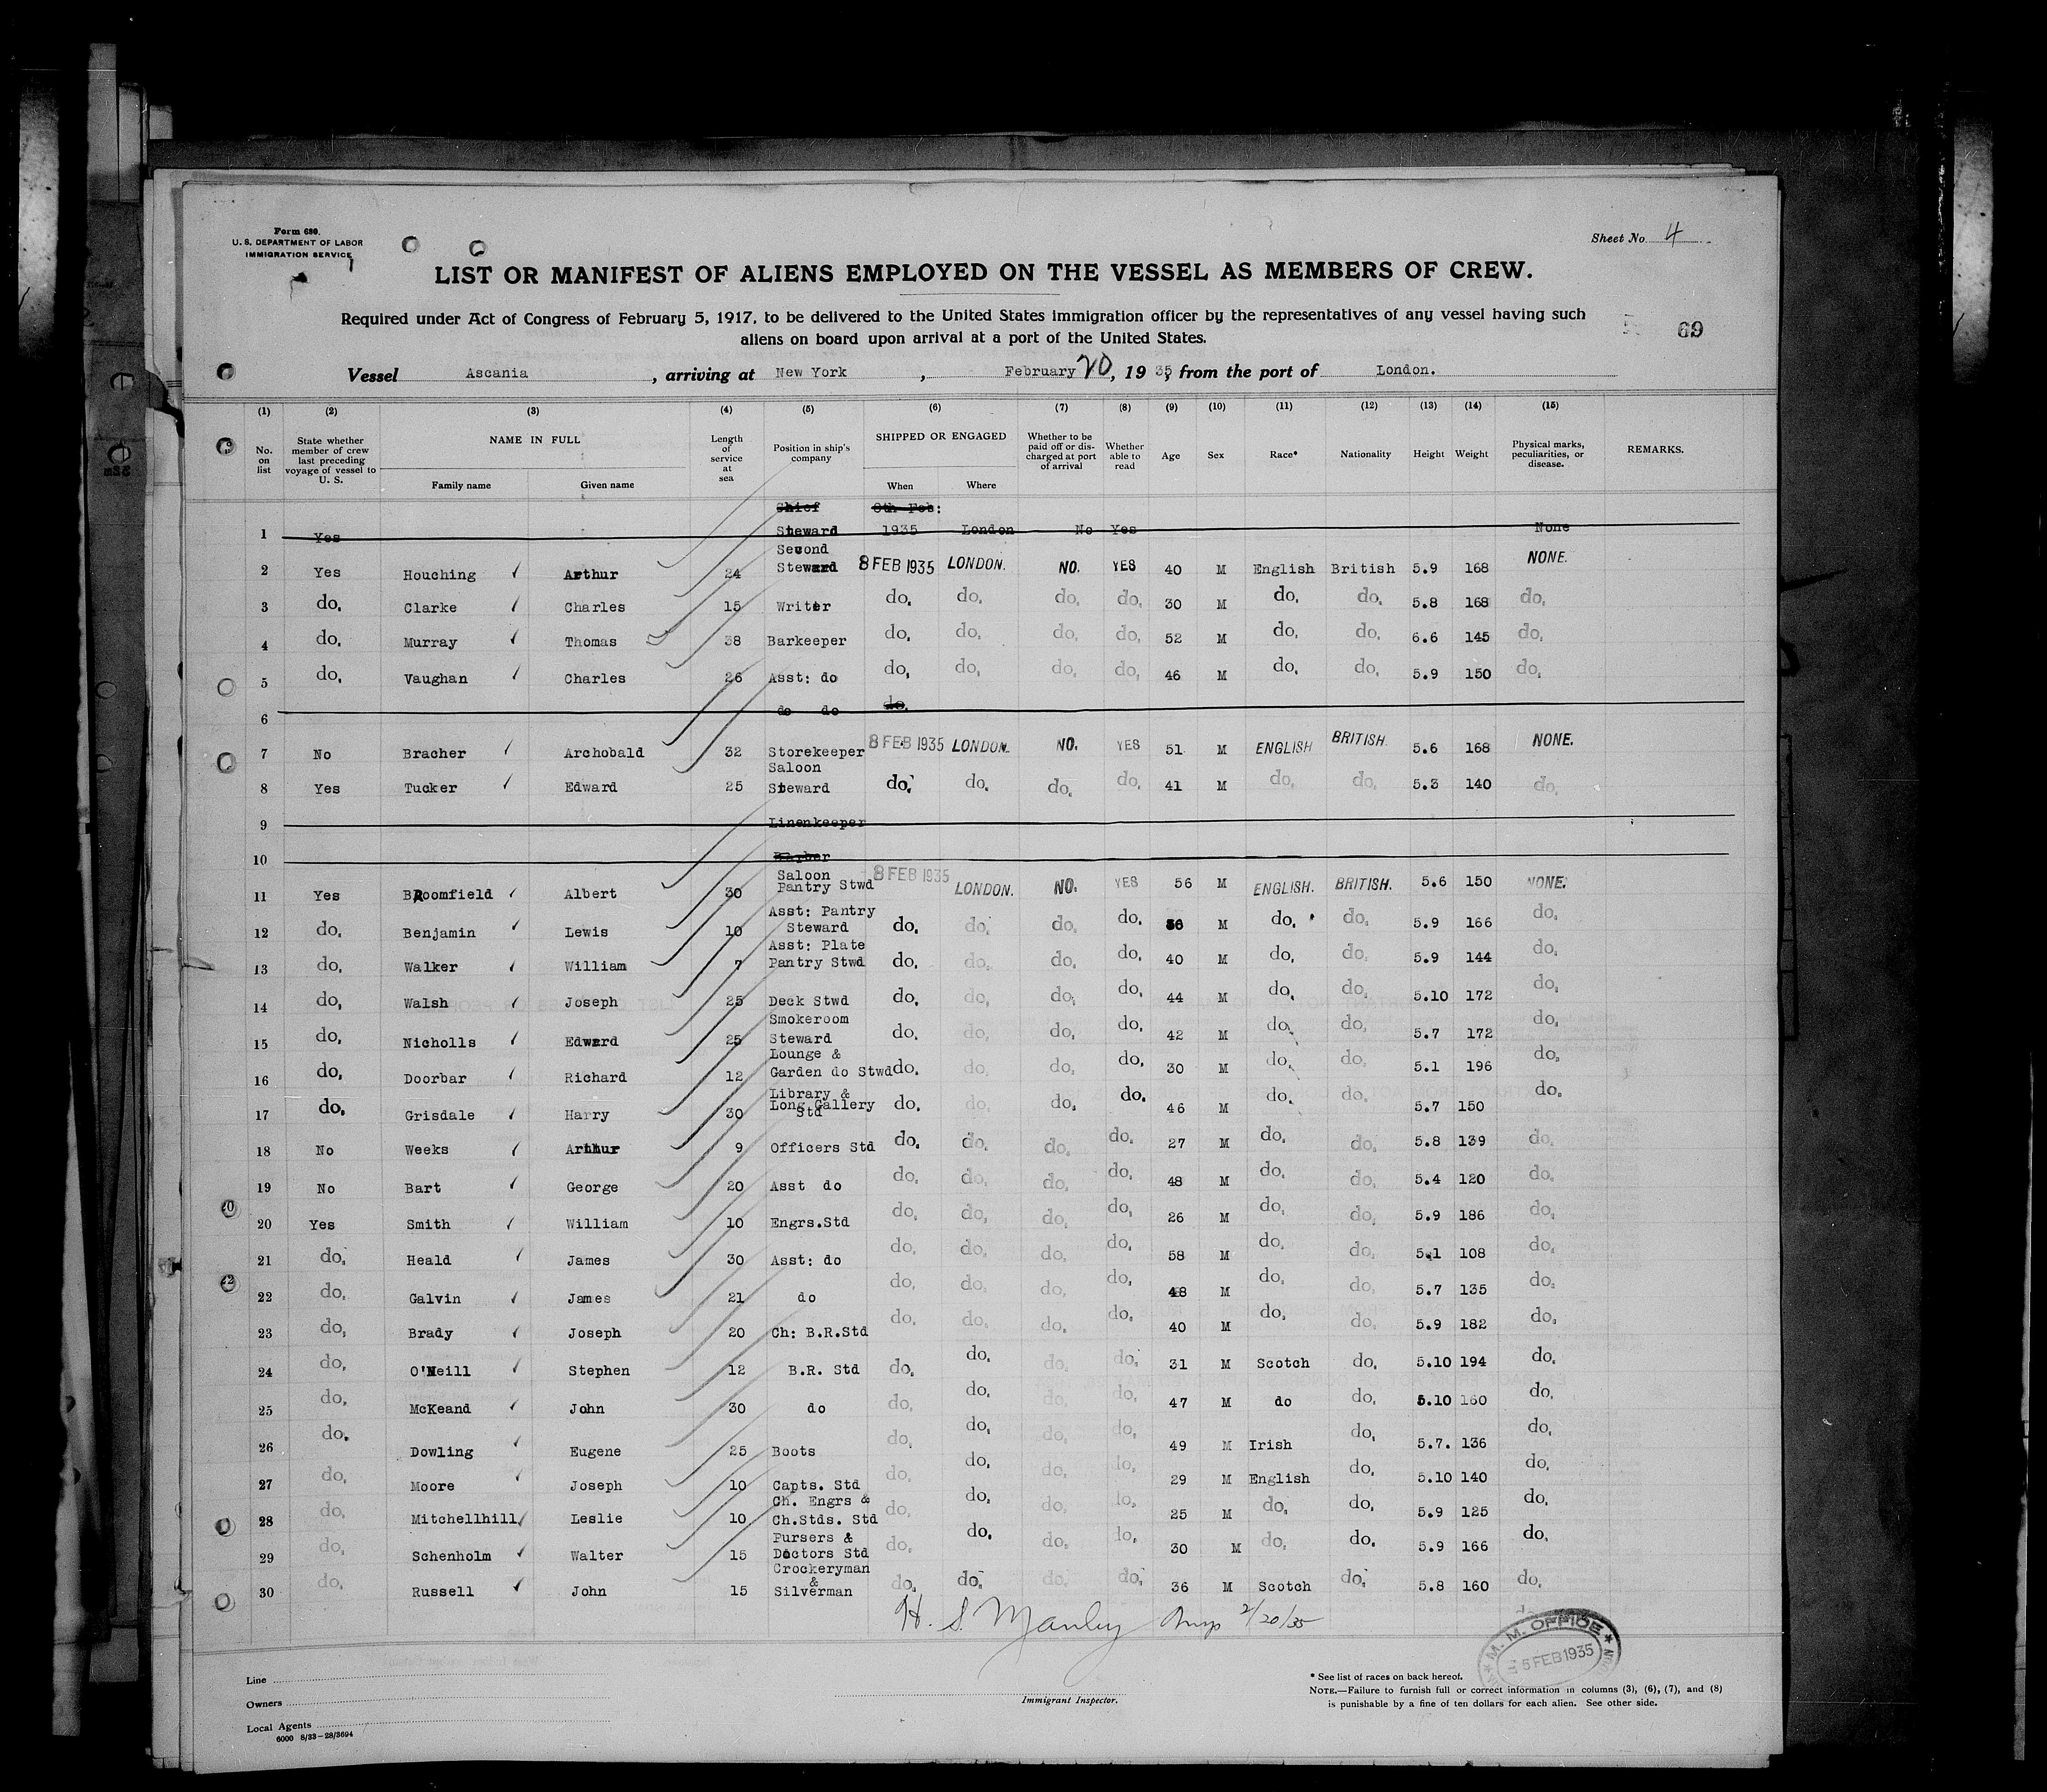 Form 680.
U. S. DEPARTMENT OF LABOR
IMMIGRATION SERVICE
Sheet No. 4
LIST OR MANIFEST OF ALIENS EMPLOYED ON THE VESSEL AS MEMBERS OF CREW.
Required under Act of Congress of February 5, 1917, to be delivered to the United States immigration officer by the representatives of any vessel having such
aliens on board upon arrival at a port of the United States.
69
Vessel Ascania, arriving at New York, February 20, 1935, from the port of London.
(1) (2) (3) (4) (5) (6) (7) (8) (9) (10) (11) (12) (13) (14) (15)
No. on list State whether member of crew last preceding voyage of vessel to U. S. NAME IN FULL Family name Given name Length of service at sea Position in ship's company SHIPPED OR ENGAGED When Where Whether to be paid off or discharged at port of arrival Whether able to read Age Sex Race* Nationality Height Weight Physical marks, peculiarities, or disease. REMARKS.
1 Yes Chief Steward 8th Feb: 1935 London No Yes None
2 Yes Houching Arthur 24 Second Steward 8 FEB 1935 LONDON. NO. YES 40 M English British 5.9 168 NONE.
3 do. Clarke Charles 15 Writer do. do. do. do. 30 M do. do. 5.8 168 do.
4 do. Murray Thomas 38 Barkeeper do. do. do. do. 52 M do. do. 6.6 145 do.
5 do. Vaughan Charles 26 Asst: do do. do. do. do. 46 M do. do. 5.9 150 do.
6 do do do.
7 No Bracher Archobald 32 Storekeeper 8 FEB 1935 LONDON. NO. YES 51 M ENGLISH BRITISH 5.6 168 NONE.
8 Yes Tucker Edward 25 Saloon Steward do. do. do. do. 41 M do. do. 5.3 140 do.
9 Linenkeeper
10 Barber
11 Yes BRoomfield Albert 30 Saloon Pantry Stwd 8 FEB 1935 LONDON. NO. YES 56 M ENGLISH. BRITISH. 5.6 150 NONE.
12 do. Benjamin Lewis 10 Asst: Pantry Steward do. do. do. do. 36 M do. do. 5.9 166 do.
13 do. Walker William 7 Asst: Plate Pantry Stwd do. do. do. do. 40 M do. do. 5.9 144 do.
14 do. Walsh Joseph 25 Deck Stwd do. do. do. do. 44 M do. do. 5.10 172 do.
15 do. Nicholls Edward 25 Smokeroom Steward do. do. do. do. 42 M do. do. 5.7 172 do.
16 do. Doorbar Richard 12 Lounge & Garden do Stwd do. do. do. do. 30 M do. do. 5.1 196 do.
17 do. Grisdale Harry 30 Library & Long Gallery Std do. do. do. do. 46 M do. do. 5.7 150 do.
18 No Weeks Arthur 9 Officers Std do. do. do. do. 27 M do. do. 5.8 139 do.
19 No Bart George 20 Asst do do. do. do. do. 48 M do. do. 5.4 120 do.
20 Yes Smith William 10 Engrs.Std do. do. do. do. 26 M do. do. 5.9 186 do.
21 do. Heald James 30 Asst: do do. do. do. do. 58 M do. do. 5.1 108 do.
22 do. Galvin James 21 do do. do. do. do. 48 M do. do. 5.7 135 do.
23 do. Brady Joseph 20 Ch: B.R.Std do. do. do. do. 40 M do. do. 5.9 182 do.
24 do. O'Neill Stephen 12 B.R. Std do. do. do. do. 31 M Scotch do. 5.10 194 do.
25 do. McKeand John 30 do do. do. do. do. 47 M do do. 5.10 160 do.
26 do. Dowling Eugene 25 Boots do. do. do. do. 49 M Irish do. 5.7. 136 do.
27 do. Moore Joseph 10 Capts. Std do. do. do. do. 29 M English do. 5.10 140 do.
28 do. Mitchellhill Leslie 10 Ch. Engrs & Ch.Stds. Std do. do. do. do. 25 M do. do. 5.9 125 do.
29 do. Schenholm Walter 15 Pursers & Doctors Std do. do. do. do. 30 M do. do. 5.9 166 do.
30 do. Russell John 15 Crockeryman & Silverman do. do. do. do. 36 M Scotch do. 5.8 160 do.
H. S. Manley 2/20/35
M. M. OFFICE
5 FEB 1935
Line
Owners
Local Agents
6000 8/33-28/3694
Immigrant Inspector.
* See list of races on back hereof.
NOTE.—Failure to furnish full or correct information in columns (3), (6), (7), and (8)
is punishable by a fine of ten dollars for each alien. See other side.